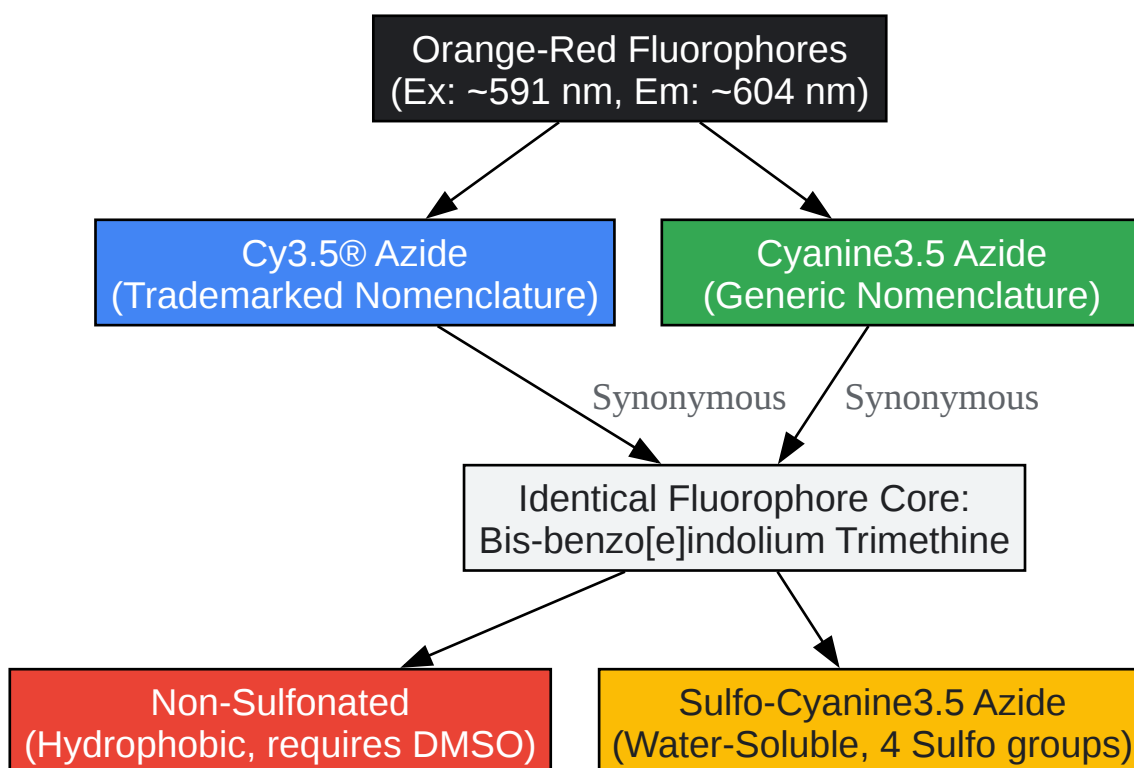 Orange-Red Fluorophores
(Ex: ~591 nm, Em: ~604 nm)
Cy3.5® Azide
(Trademarked Nomenclature)
Cyanine3.5 Azide
(Generic Nomenclature)
Synonymous
Synonymous
Identical Fluorophore Core:
Bis-benzo[e]indolium Trimethine
Non-Sulfonated
(Hydrophobic, requires DMSO)
Sulfo-Cyanine3.5 Azide
(Water-Soluble, 4 Sulfo groups)